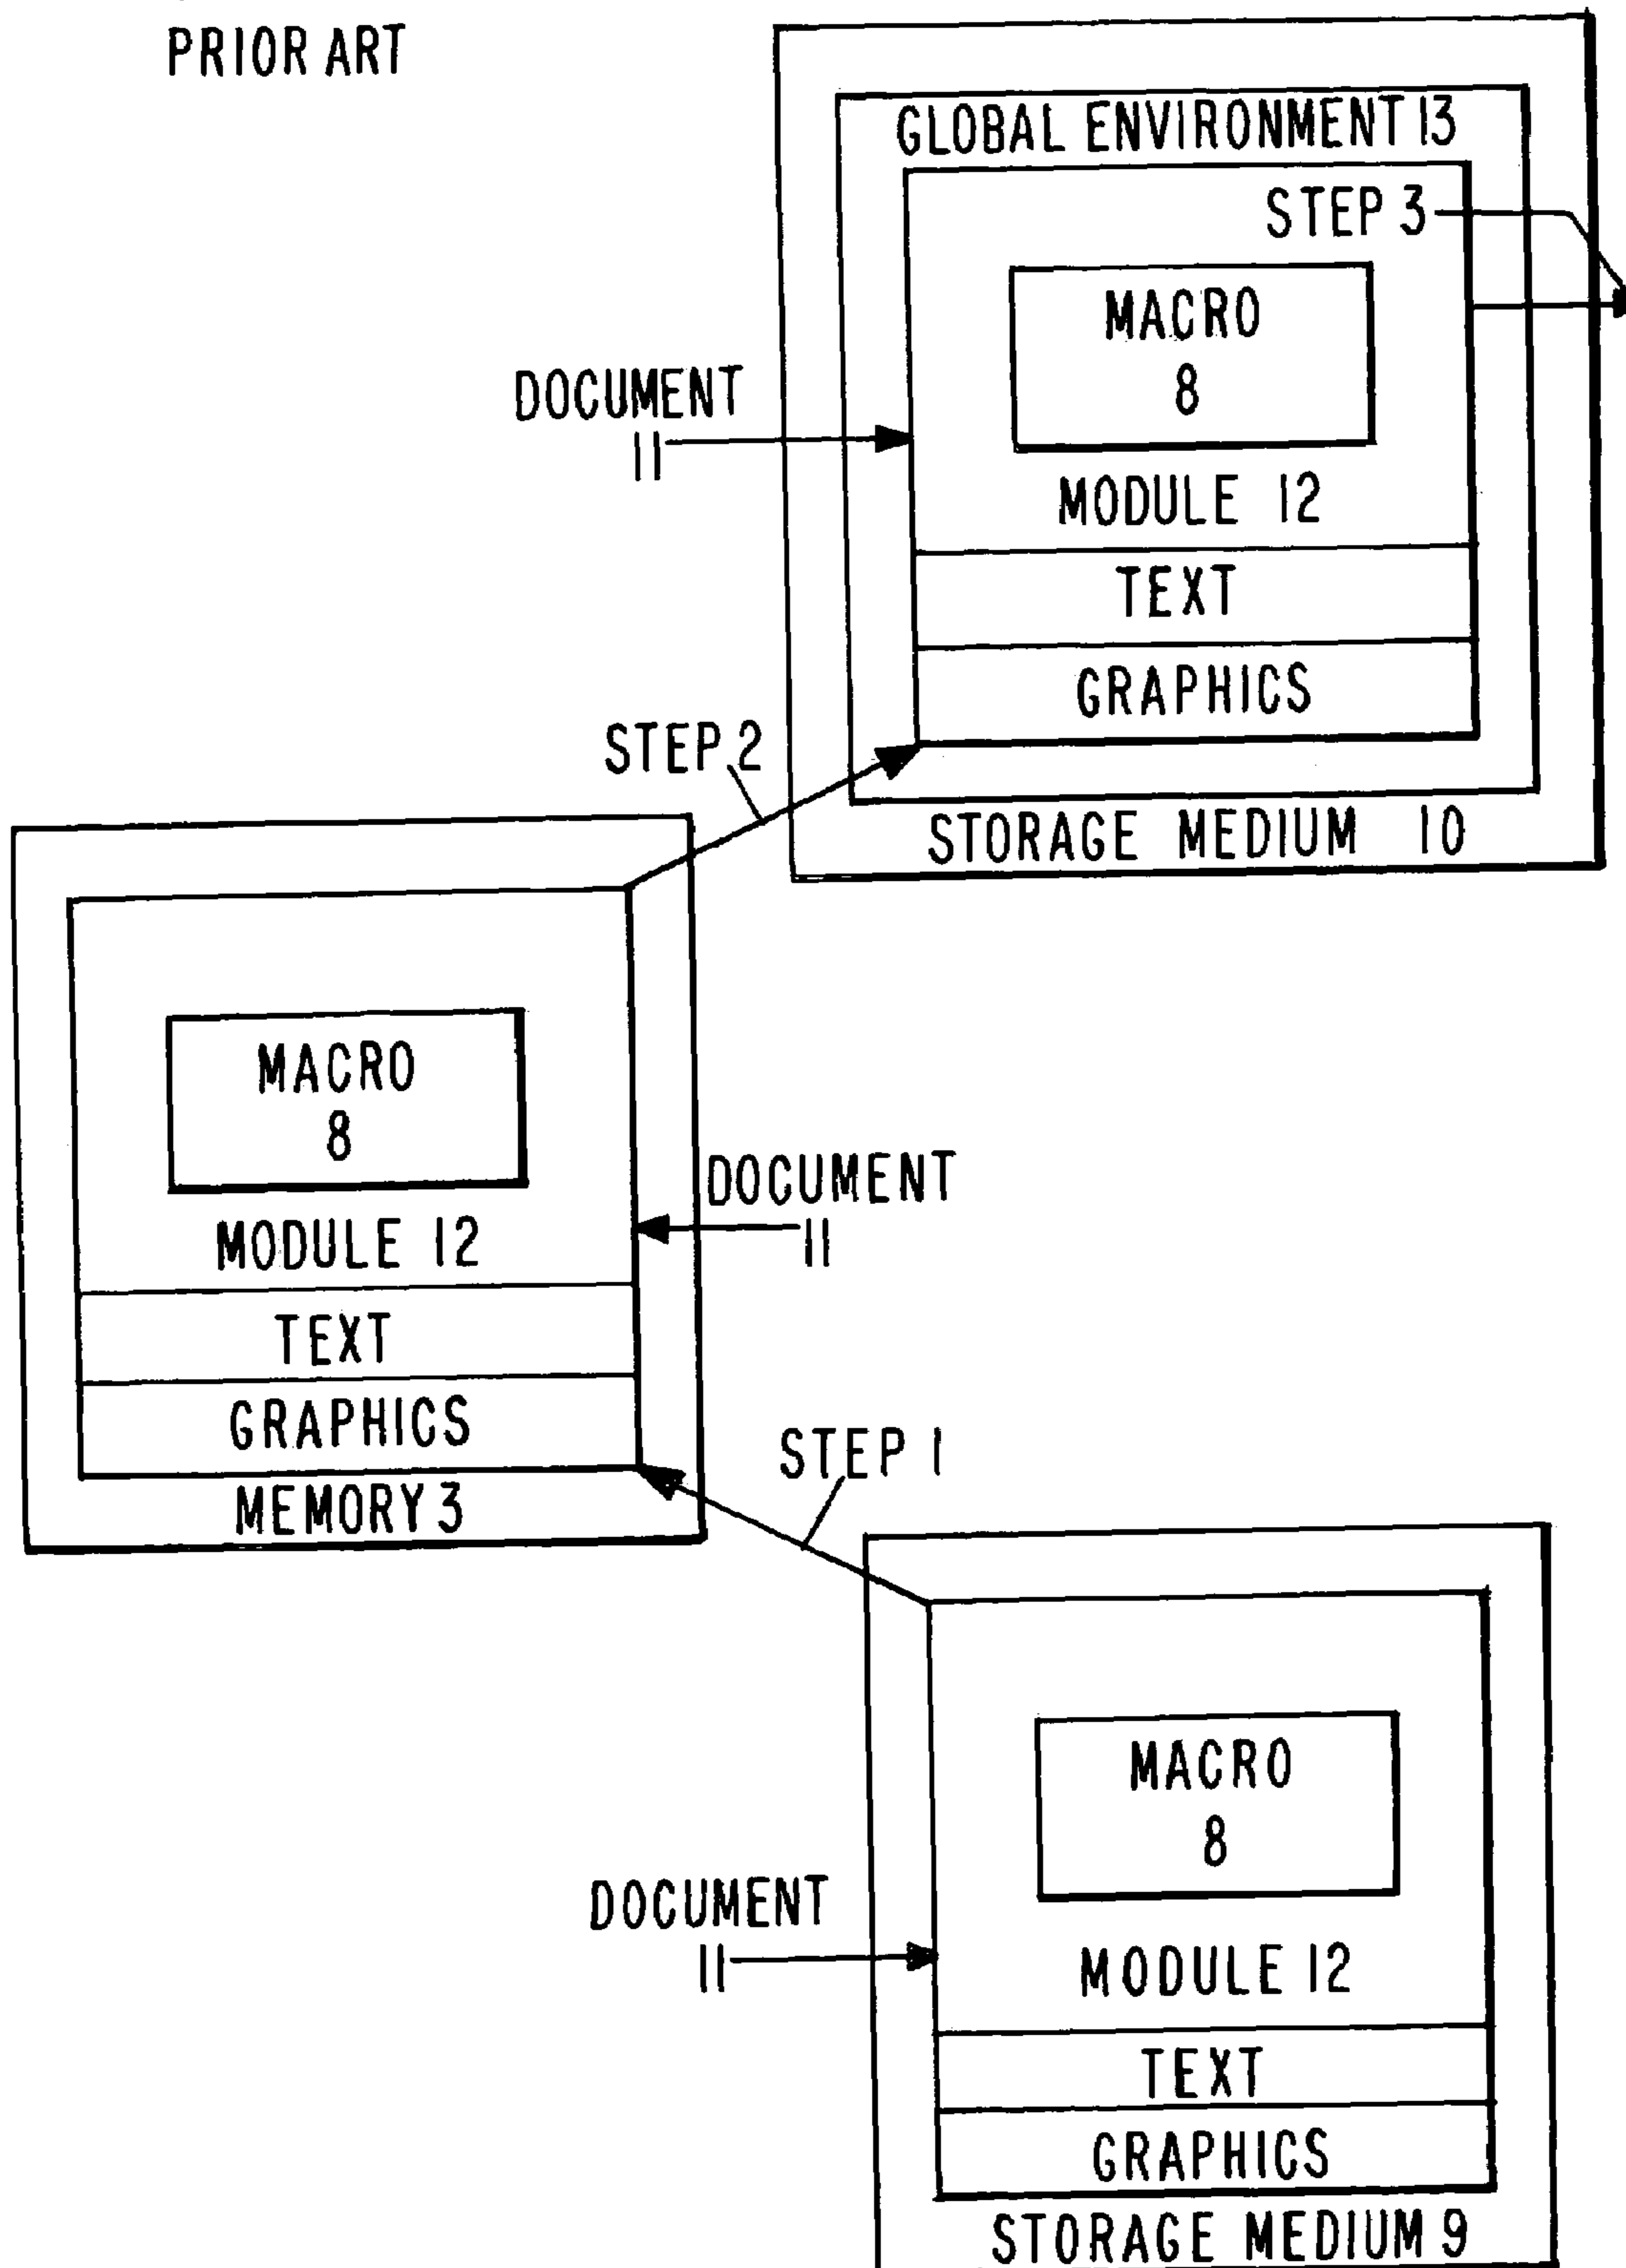 PRIOR ART
GLOBAL ENVIRONMENT 13
STEP 3
MACRO
8
DOCUMENT
11
MODULE 12
TEXT
GRAPHICS
STEP 2
STORAGE MEDIUM 10
MACRO
8
DOCUMENT
11
MODULE 12
TEXT
GRAPHICS
MEMORY 3
STEP 1
MACRO
8
DOCUMENT
11
MODULE 12
TEXT
GRAPHICS
STORAGE MEDIUM 9